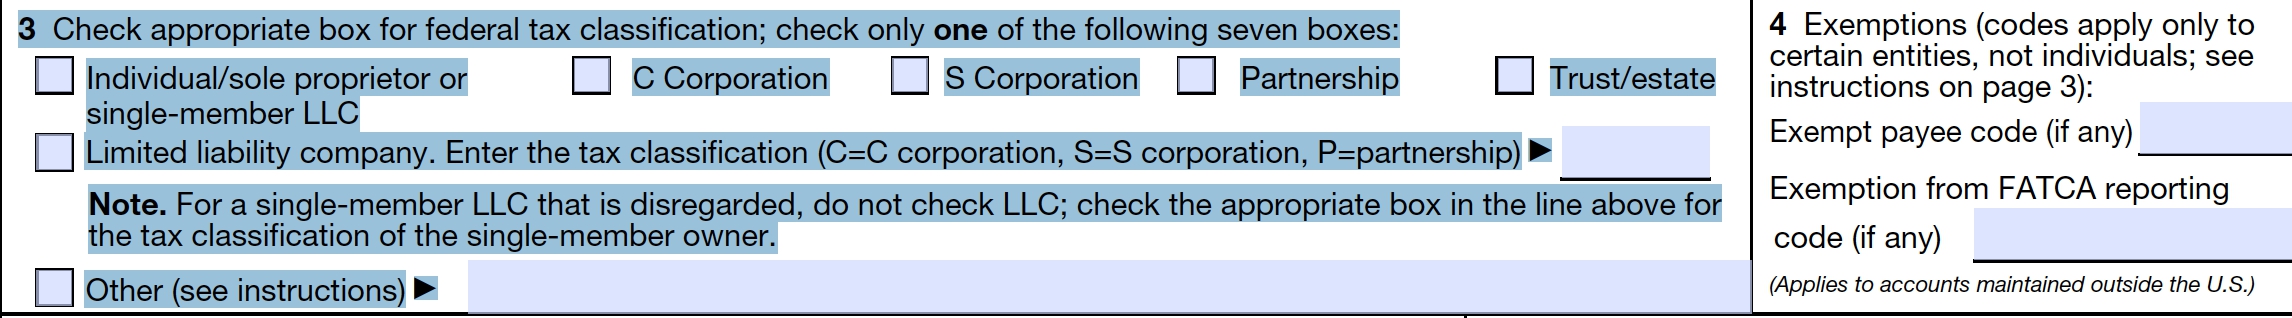 3 Check appropriate box for federal tax classification; check only one of the following seven boxes:
Individual/sole proprietor or
single-member LLC
C Corporation
S Corporation
Partnership
Trust/estate
Limited liability company. Enter the tax classification (C=C corporation, S=S corporation, P=partnership) ▶
Note. For a single-member LLC that is disregarded, do not check LLC; check the appropriate box in the line above for
the tax classification of the single-member owner.
Other (see instructions) ▶
4 Exemptions (codes apply only to
certain entities, not individuals; see
instructions on page 3):
Exempt payee code (if any)
Exemption from FATCA reporting
code (if any)
(Applies to accounts maintained outside the U.S.)